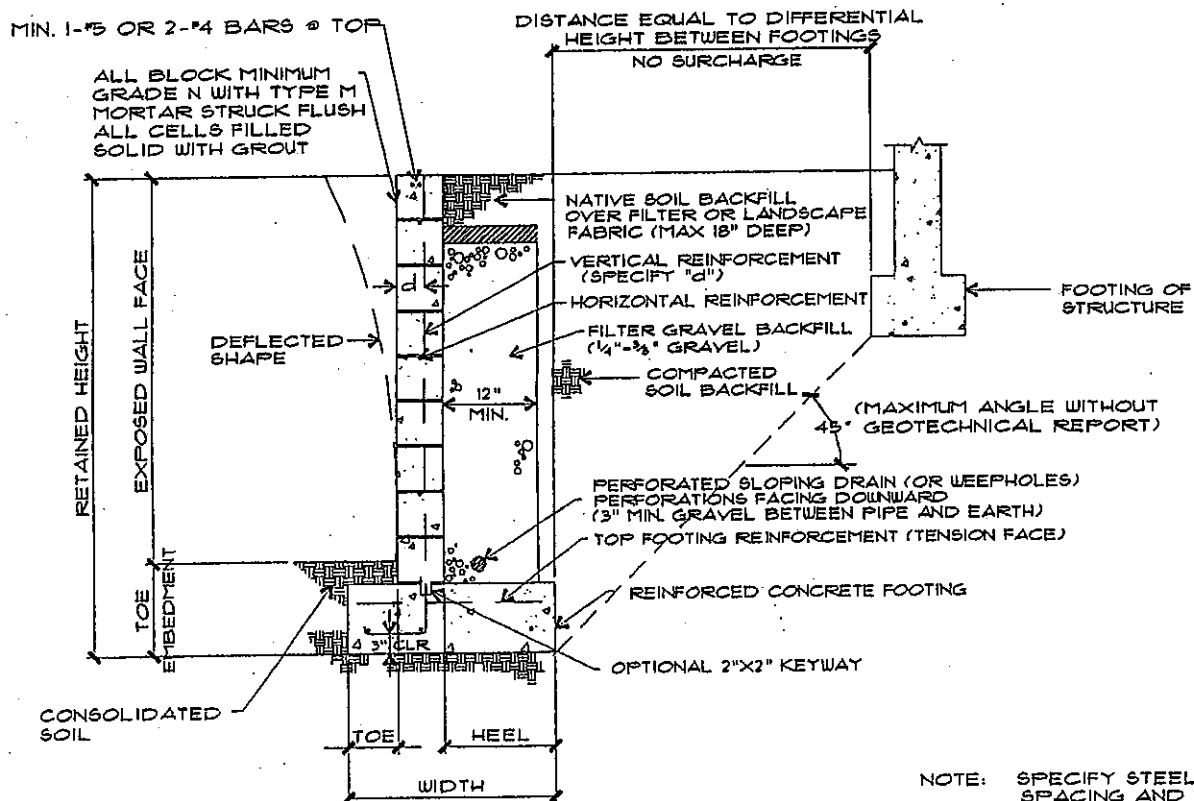 MIN. 1-#5 OR 2-#4 BARS @ TOP
DISTANCE EQUAL TO DIFFERENTIAL
HEIGHT BETWEEN FOOTINGS
NO SURCHARGE
ALL BLOCK MINIMUM
GRADE N WITH TYPE M
MORTAR STRUCK FLUSH
ALL CELLS FILLED
SOLID WITH GROUT
NATIVE SOIL BACKFILL
OVER FILTER OR LANDSCAPE
FABRIC (MAX 18" DEEP)
VERTICAL REINFORCEMENT
(SPECIFY "d")
d
HORIZONTAL REINFORCEMENT
FOOTING OF
STRUCTURE
DEFLECTED
SHAPE
FILTER GRAVEL BACKFILL
(1/4"-3/8" GRAVEL)
COMPACTED
SOIL BACKFILL
12"
MIN.
RETAINED HEIGHT
EXPOSED WALL FACE
(MAXIMUM ANGLE WITHOUT
45° GEOTECHNICAL REPORT)
PERFORATED SLOPING DRAIN (OR WEEPHOLES)
PERFORATIONS FACING DOWNWARD
(3" MIN. GRAVEL BETWEEN PIPE AND EARTH)
TOP FOOTING REINFORCEMENT (TENSION FACE)
TOE
EMBEDMENT
REINFORCED CONCRETE FOOTING
3" CLR
OPTIONAL 2"X2" KEYWAY
CONSOLIDATED
SOIL
TOE
HEEL
WIDTH
NOTE: SPECIFY STEEL
SPACING AND